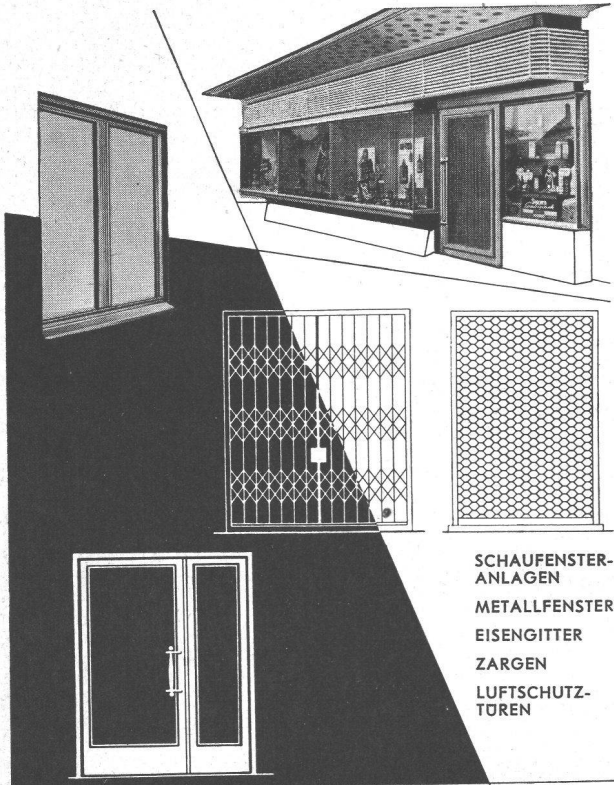 SCHAUFENSTER-
ANLAGEN
METALLFENSTER
EISENGITTER
ZARGEN
LUFTSCHUTZ-
TÜREN